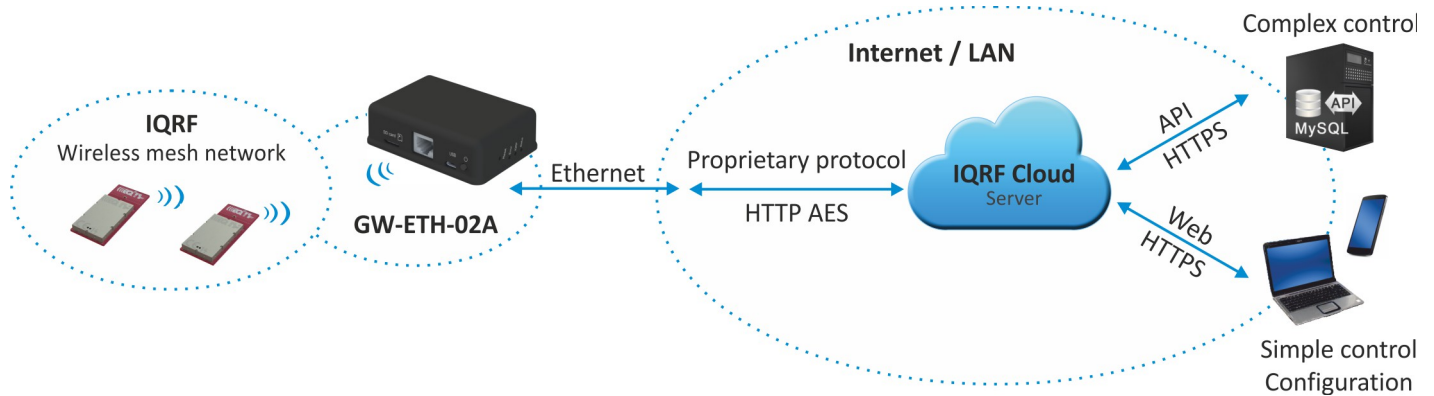 IQRF
Wireless mesh network
GW-ETH-02A
Ethernet
Internet / LAN
Proprietary protocol
HTTP AES
IQRF Cloud
Server
API
HTTPS
Web
HTTPS
Complex control
API
MySQL
Simple control
Configuration